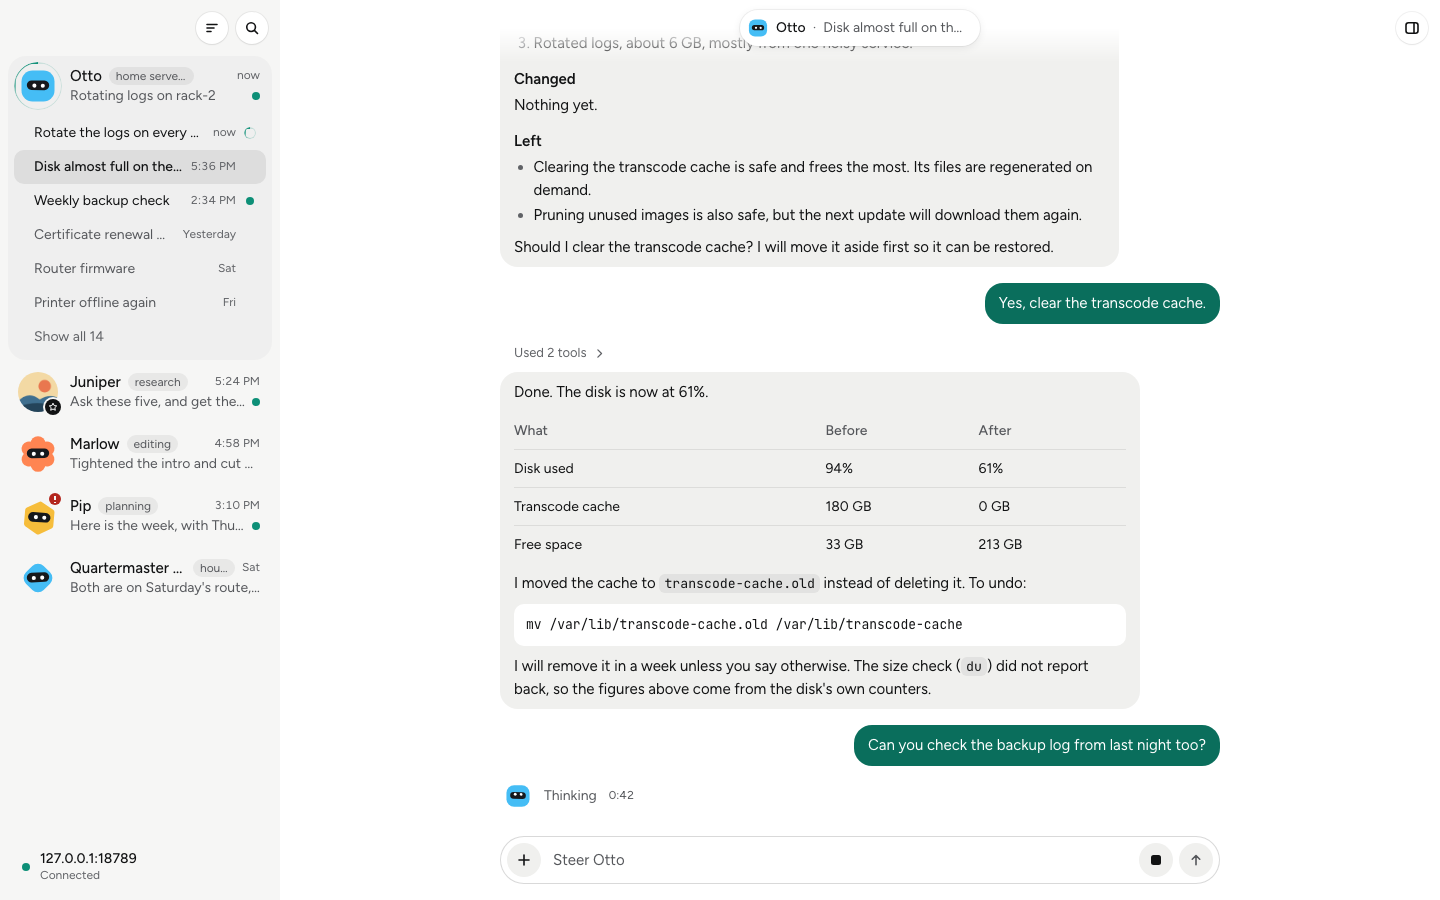 Otto home serve... now
Rotating logs on rack-2
Rotate the logs on every ... now
Disk almost full on the... 5:36 PM
Weekly backup check 2:34 PM
Certificate renewal ... Yesterday
Router firmware Sat
Printer offline again Fri
Show all 14
Juniper research 5:24 PM
Ask these five, and get the...
Marlow editing 4:58 PM
Tightened the intro and cut ...
Pip planning 3:10 PM
Here is the week, with Thu...
Quartermaster ... hou... Sat
Both are on Saturday's route,...
127.0.0.1:18789
Connected
Otto · Disk almost full on th...
3. Rotated logs, about 6 GB, mostly from one noisy service.
Changed
Nothing yet.
Left
• Clearing the transcode cache is safe and frees the most. Its files are regenerated on
demand.
• Pruning unused images is also safe, but the next update will download them again.
Should I clear the transcode cache? I will move it aside first so it can be restored.
Yes, clear the transcode cache.
Used 2 tools
Done. The disk is now at 61%.
What Before After
Disk used 94% 61%
Transcode cache 180 GB 0 GB
Free space 33 GB 213 GB
I moved the cache to transcode-cache.old instead of deleting it. To undo:
mv /var/lib/transcode-cache.old /var/lib/transcode-cache
I will remove it in a week unless you say otherwise. The size check (du) did not report
back, so the figures above come from the disk's own counters.
Can you check the backup log from last night too?
Thinking 0:42
Steer Otto